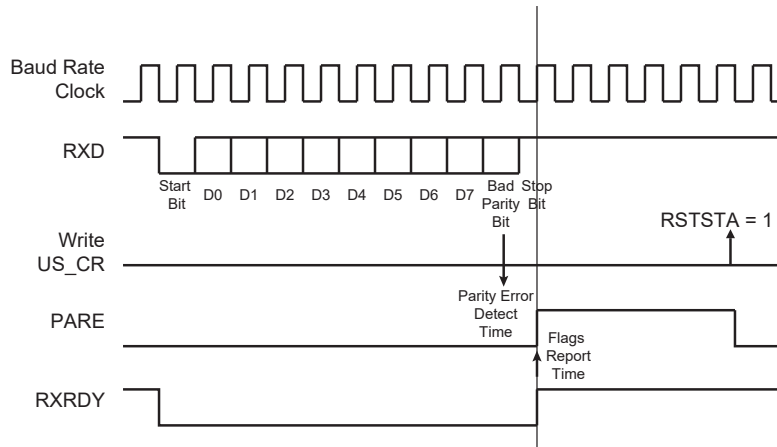 Baud Rate
Clock
RXD
Start
Bit
D0 D1 D2 D3 D4 D5 D6 D7
Bad
Parity
Bit
Stop
Bit
Write
US_CR
RSTSTA = 1
Parity Error
Detect
Time
PARE
Flags
Report
Time
RXRDY